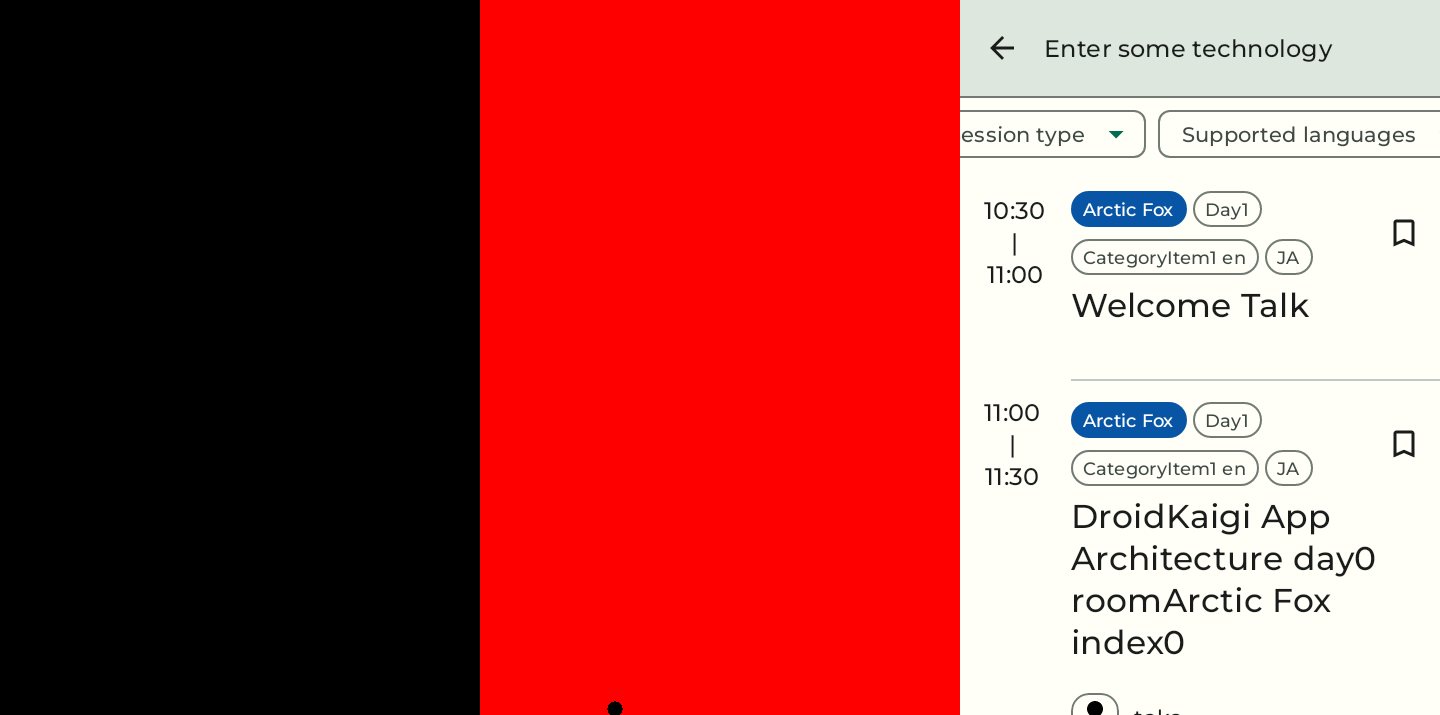 Enter some technology
ession type
Supported languages
10:30
|
11:00
Arctic Fox
Day1
CategoryItem1 en
JA
Welcome Talk
11:00
|
11:30
Arctic Fox
Day1
CategoryItem1 en
JA
DroidKaigi App
Architecture day0
roomArctic Fox
index0